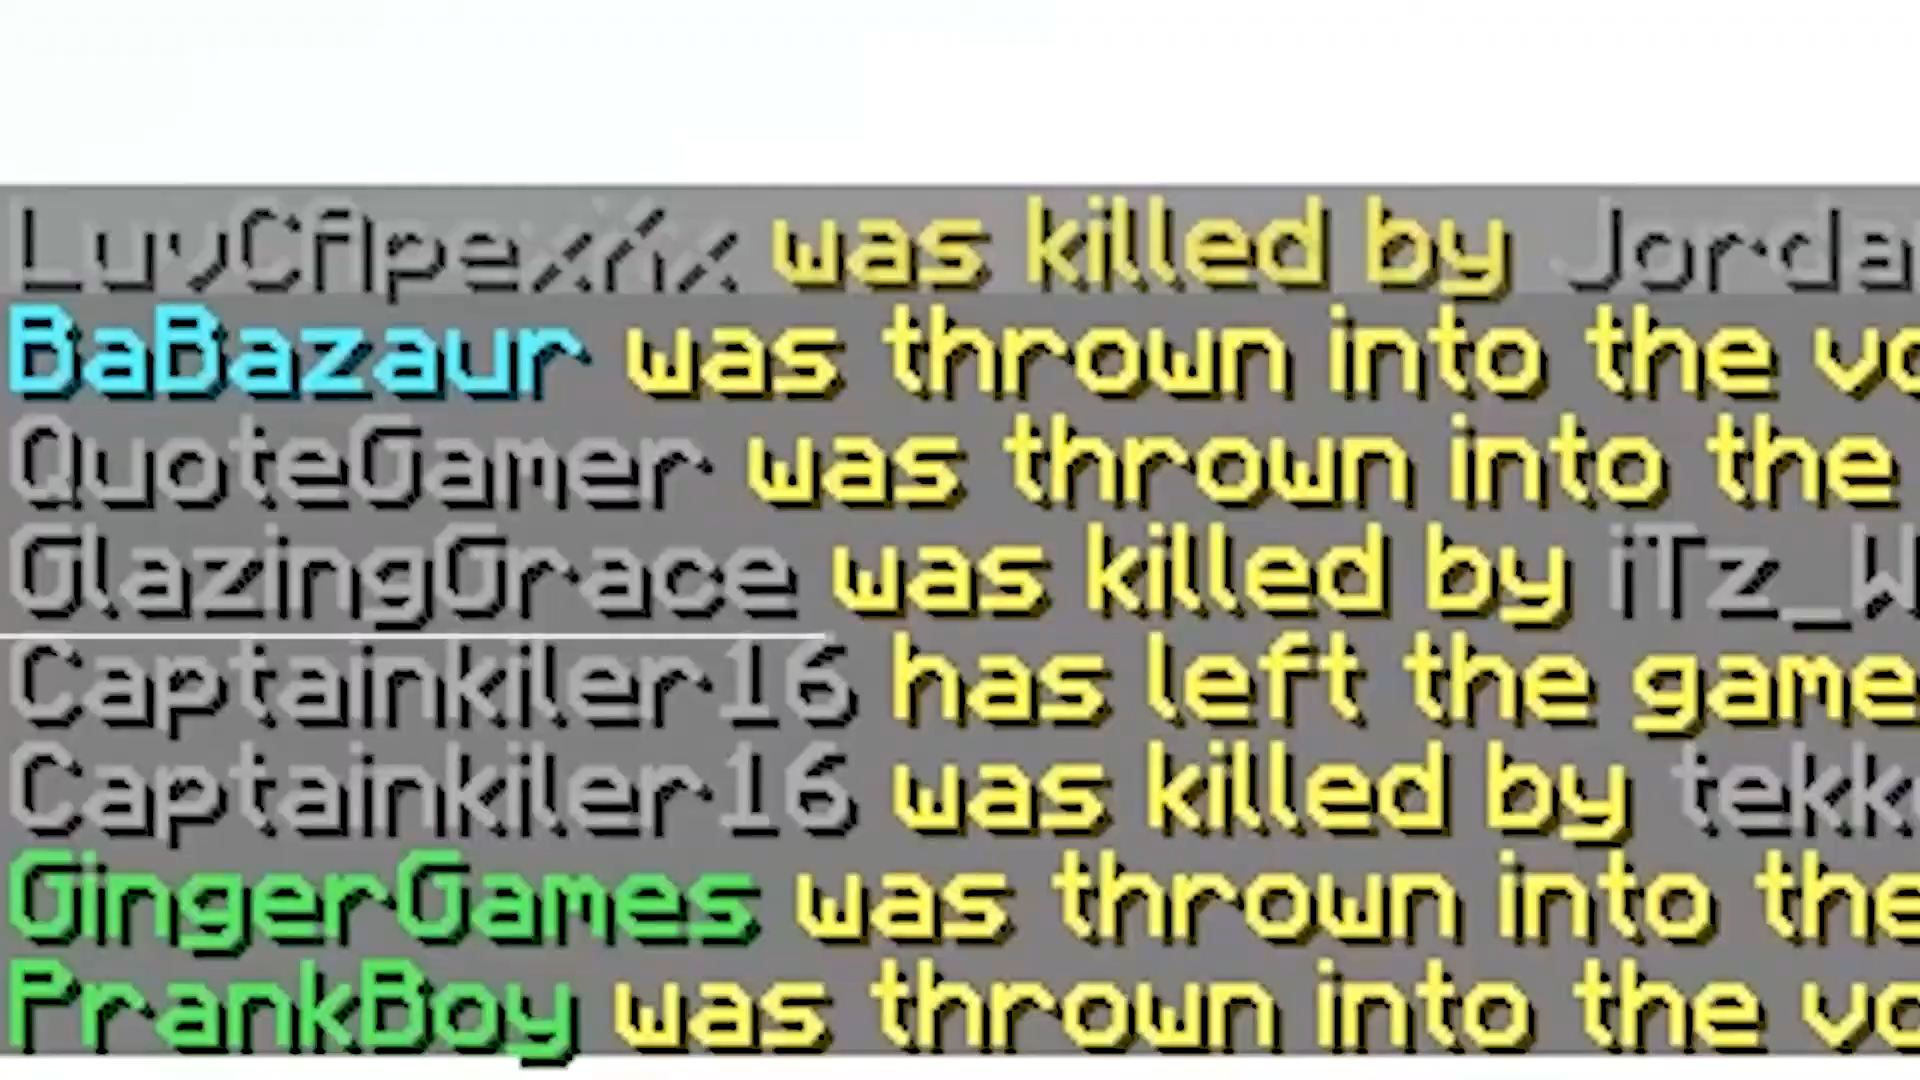 was killed by Jorda
BaBazaur was thrown into the vo
QuoteGamer was thrown into the
GlazingGrace was killed by iTz_W
Captainkiler16 has left the game
Captainkiler16 was killed by tekk
GingerGames was thrown into the
PrankBoy was thrown into the vo